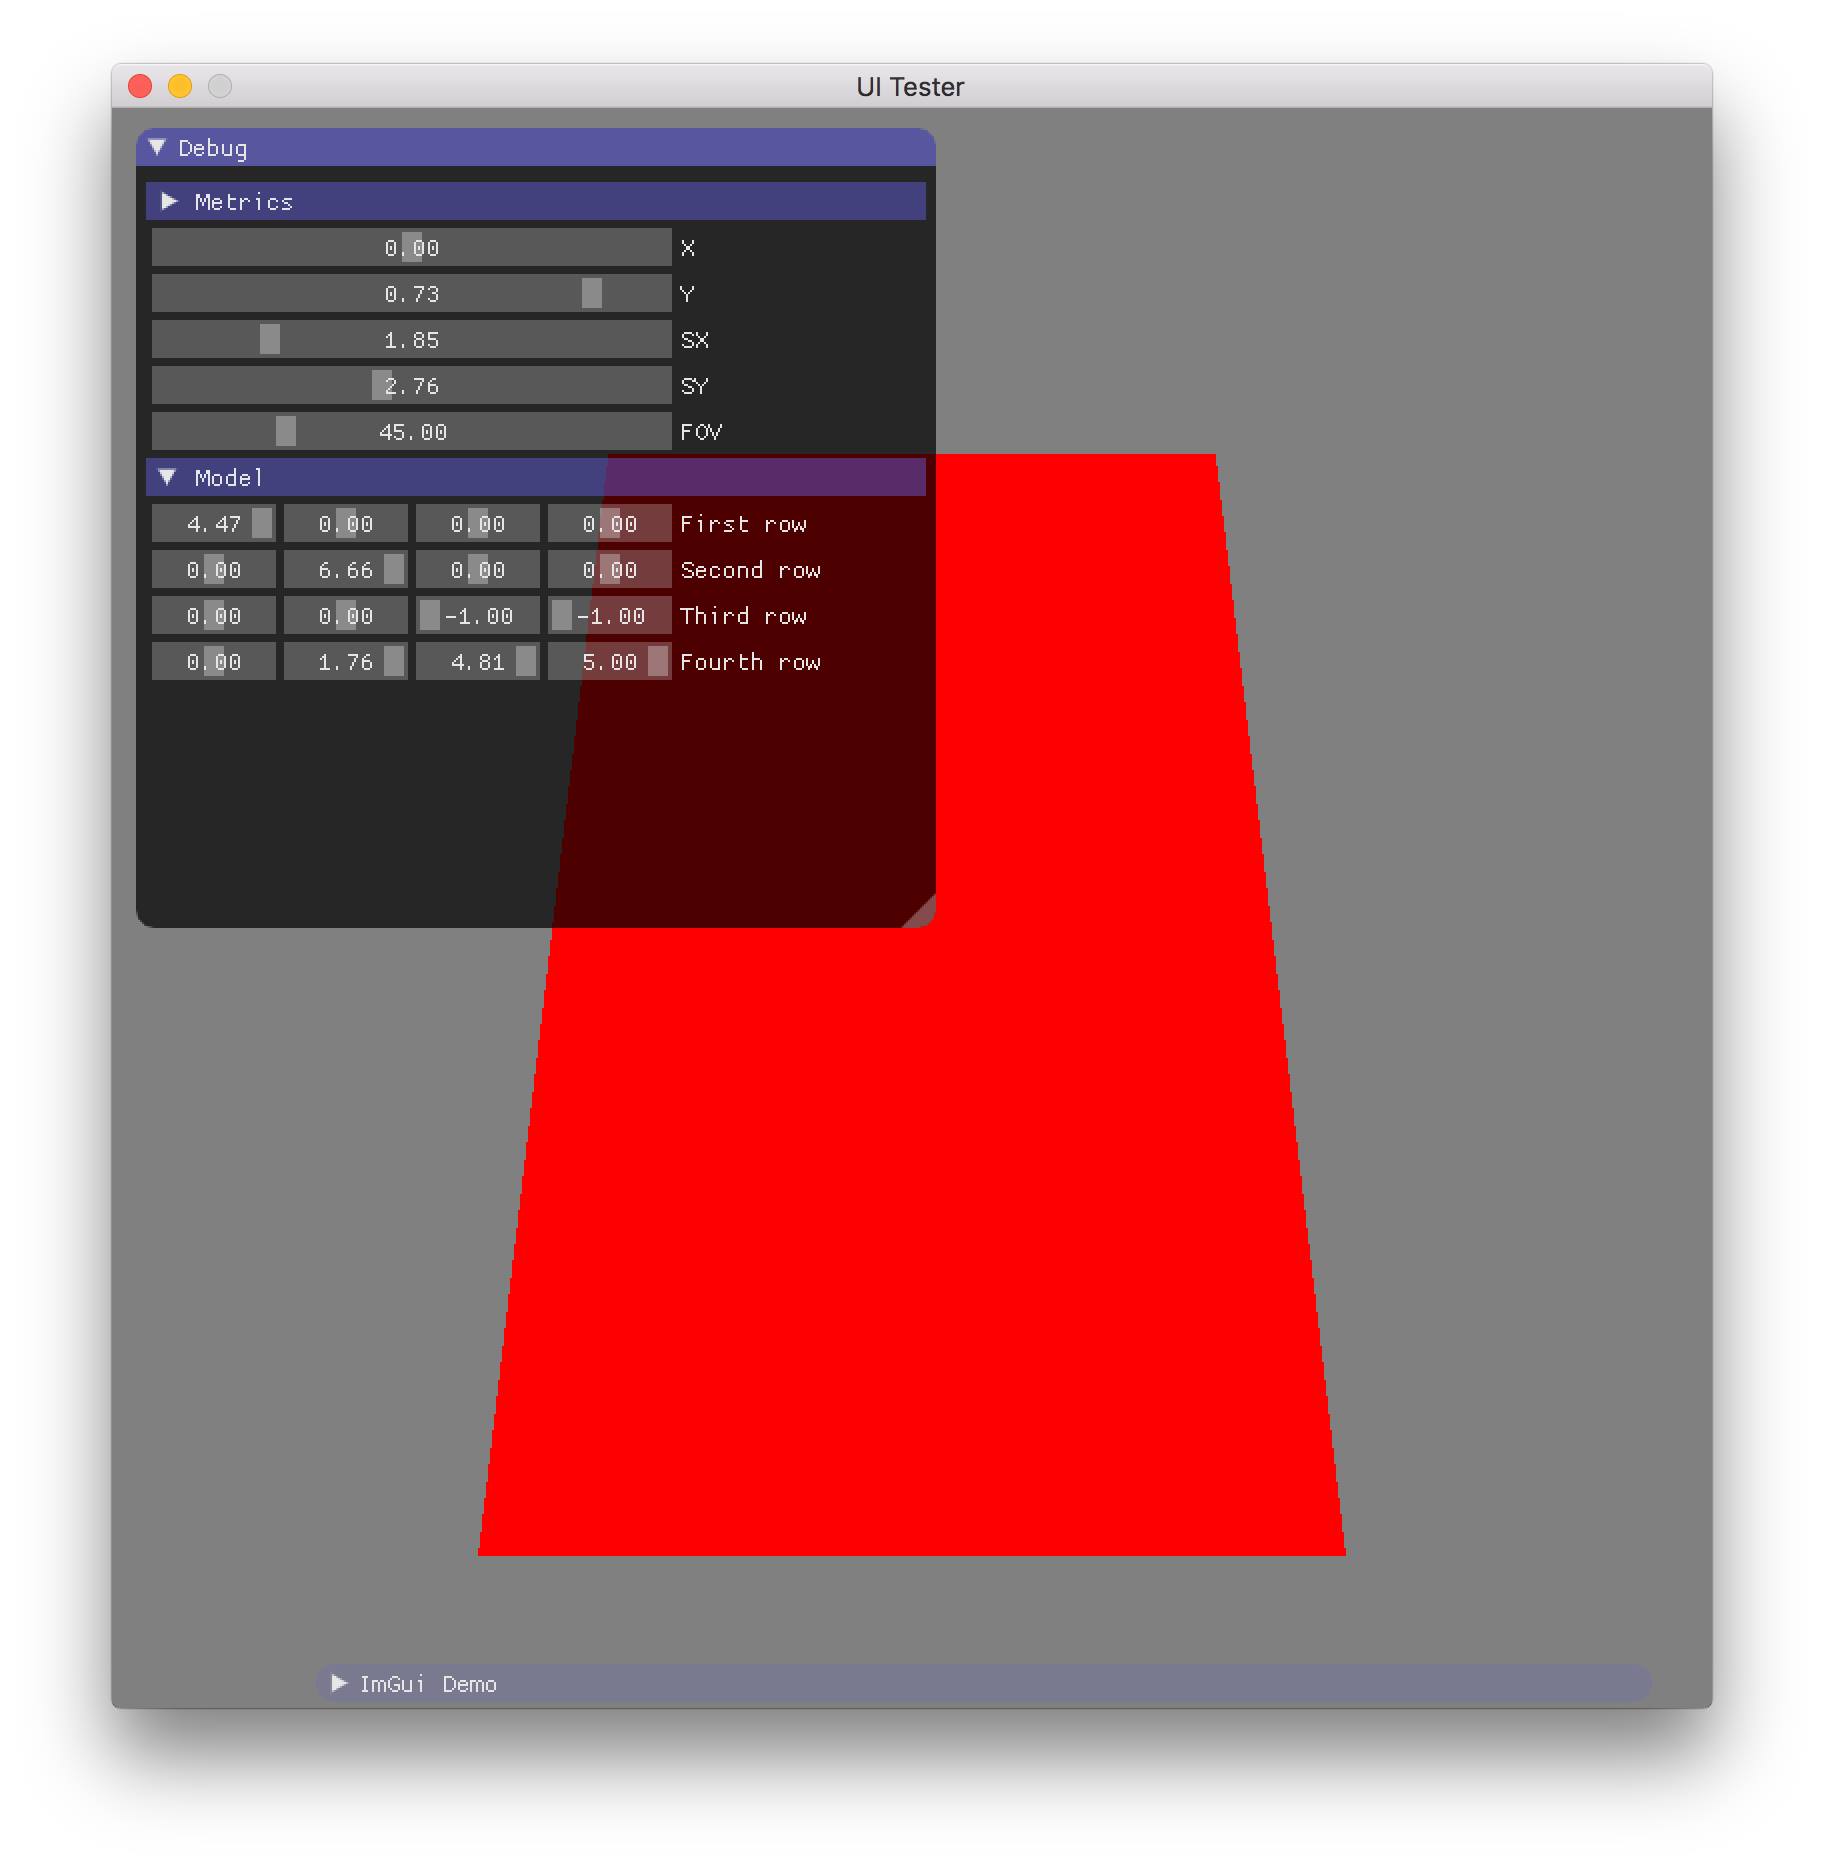 UI Tester
Debug
Metrics
0.00 X
0.73 Y
1.85 SX
2.76 SY
45.00 FOV
Model
4.47 0.00 0.00 0.00 First row
0.00 6.66 0.00 0.00 Second row
0.00 0.00 -1.00 -1.00 Third row
0.00 1.76 4.81 5.00 Fourth row
ImGui Demo